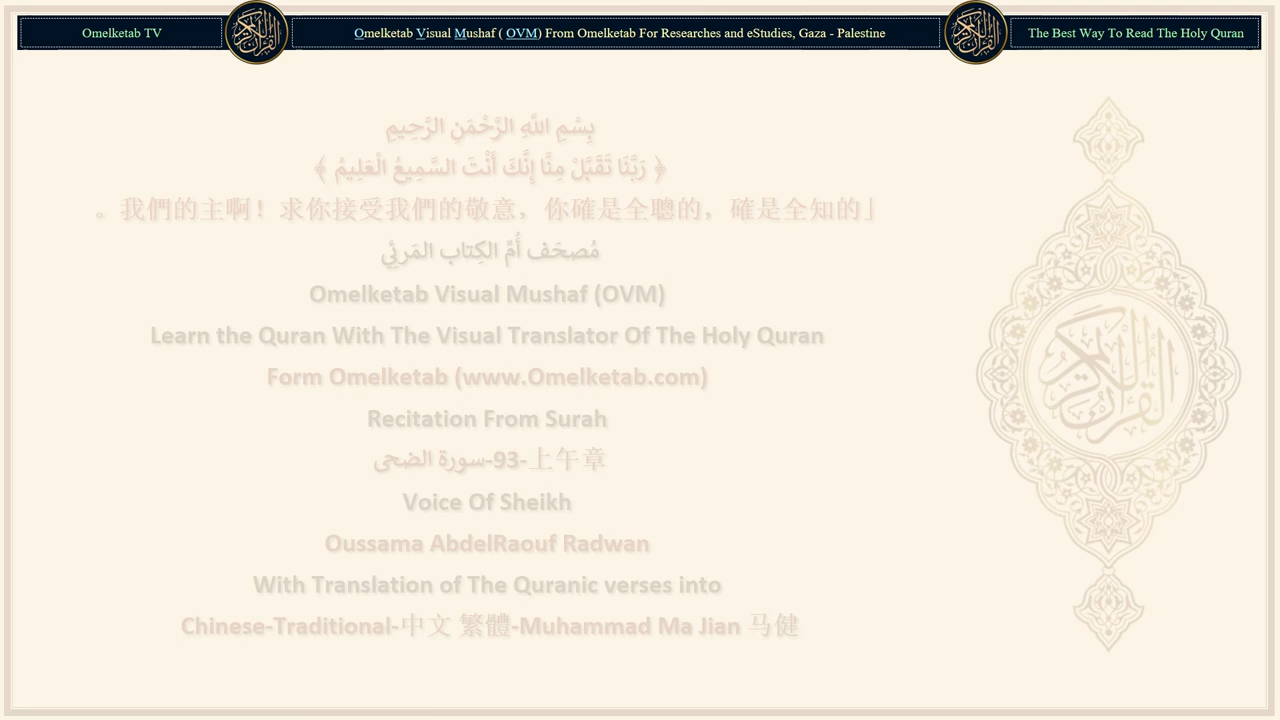 Omelketab TV
Omelketab Visual Mushaf ( OVM) From Omelketab For Researches and eStudies, Gaza - Palestine
The Best Way To Read The Holy Quran
بِسْمِ اللَّهِ الرَّحْمَنِ الرَّحِيمِ
﴿ رَبَّنَا تَقَبَّلْ مِنَّا إِنَّكَ أَنْتَ السَّمِيعُ الْعَلِيمُ ﴾
。我們的主啊！求你接受我們的敬意，你確是全聰的，確是全知的」
مُصحَف أُمَّ الكِتاب المَرئِي
Omelketab Visual Mushaf (OVM)
Learn the Quran With The Visual Translator Of The Holy Quran
Form Omelketab (www.Omelketab.com)
Recitation From Surah
سورة الضحى-93-上午章
Voice Of Sheikh
Oussama AbdelRaouf Radwan
With Translation of The Quranic verses into
Chinese-Traditional-中文 繁體-Muhammad Ma Jian 马健
القرآن الكريم